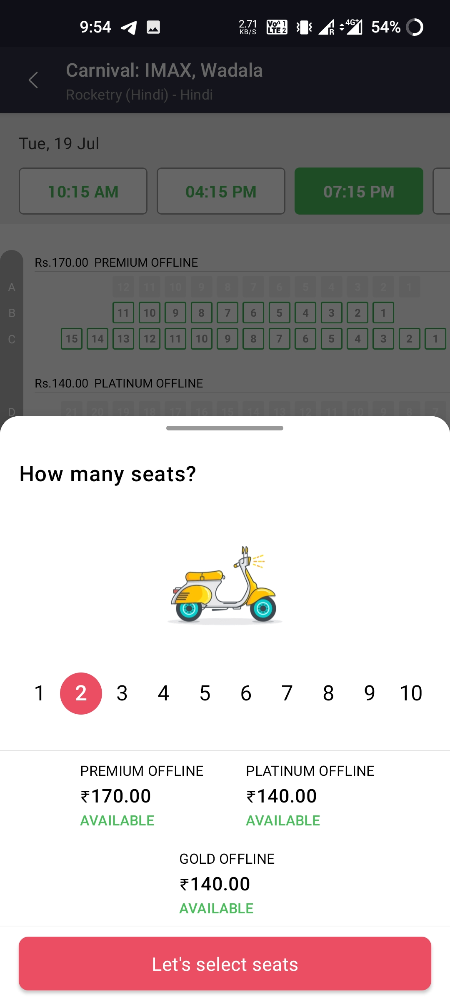 9:54
2.71 KB/S
Vo)) 1 LTE 2
R
4G+
54%
Carnival: IMAX, Wadala
Rocketry (Hindi) - Hindi
Tue, 19 Jul
10:15 AM 04:15 PM 07:15 PM
Rs.170.00 PREMIUM OFFLINE
A 12 11 10 9 8 7 6 5 4 3 2 1
B 11 10 9 8 7 6 5 4 3 2 1
C 15 14 13 12 11 10 9 8 7 6 5 4 3 2 1
Rs.140.00 PLATINUM OFFLINE
D 21 20 19 18 17 16 15 14 13 12 11 10 9 8 7
How many seats?
1 2 3 4 5 6 7 8 9 10
PREMIUM OFFLINE
₹170.00
AVAILABLE
PLATINUM OFFLINE
₹140.00
AVAILABLE
GOLD OFFLINE
₹140.00
AVAILABLE
Let's select seats